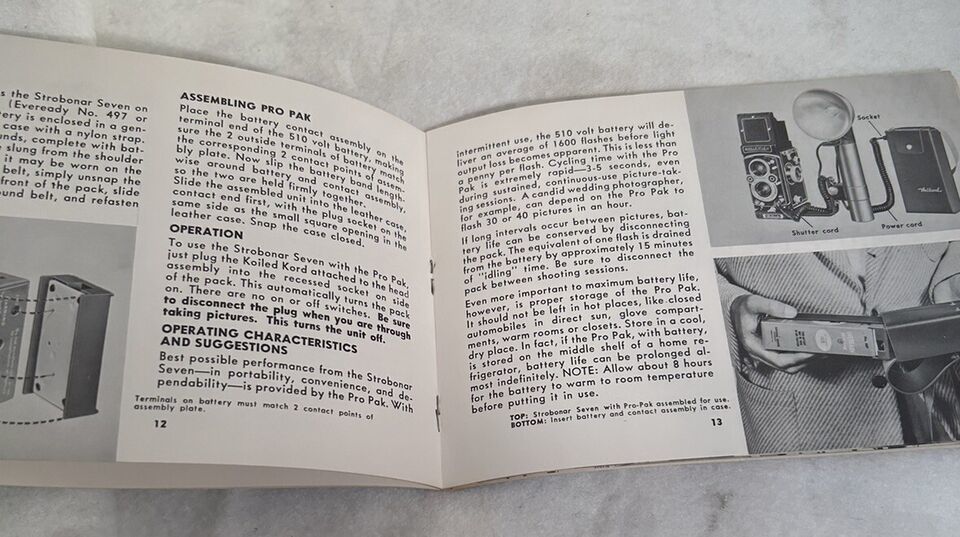 s the Strobonar Seven on
(Eveready No. 497 or
ery is enclosed in a gen-
case with a nylon strap.
nds, complete with bat-
slung from the shoulder
it may be worn on the
belt, simply unsnap the
front of the pack, slide
und belt, and refasten
ASSEMBLING PRO PAK
Place the battery contact assembly on the
terminal end of the 510 volt battery, making
sure the 2 outside terminals of battery match
the corresponding 2 contact points of assem-
bly plate. Now slip the battery band length-
wise around battery and contact assembly,
so the two are held firmly together.
Slide the assembled unit into the leather case,
contact end first, with the plug socket on the
same side as the small square opening in the
leather case. Snap the case closed.
OPERATION
To use the Strobonar Seven with the Pro Pak,
just plug the Koiled Kord attached to the head
assembly into the recessed socket on side
of the pack. This automatically turns the pack
on. There are no on or off switches. Be sure
to disconnect the plug when you are through
taking pictures. This turns the unit off.
OPERATING CHARACTERISTICS
AND SUGGESTIONS
Best possible performance from the Strobonar
Seven—in portability, convenience, and de-
pendability—is provided by the Pro Pak. With
Terminals on battery must match 2 contact points of
assembly plate.
12
intermittent use, the 510 volt battery will de-
liver an average of 1600 flashes before light
output loss becomes apparent. This is less than
a penny per flash. Cycling time with the Pro
Pak is extremely rapid—3-5 seconds, even
during sustained, continuous-use picture-tak-
ing sessions. A candid wedding photographer,
for example, can depend on the Pro Pak to
flash 30 or 40 pictures in an hour.
If long intervals occur between pictures, bat-
tery life can be conserved by disconnecting
the pack. The equivalent of one flash is drained
from the battery by approximately 15 minutes
of "idling" time. Be sure to disconnect the
pack between shooting sessions.
Even more important to maximum battery life,
however, is proper storage of the Pro Pak.
It should not be left in hot places, like closed
automobiles in direct sun, glove compart-
ments, warm rooms or closets. Store in a cool,
dry place. In fact, if the Pro Pak, with battery,
is stored on the middle shelf of a home re-
frigerator, battery life can be prolonged al-
most indefinitely. NOTE: Allow about 8 hours
for the battery to warm to room temperature
before putting it in use.
TOP: Strobonar Seven with Pro-Pak assembled for use.
BOTTOM: Insert battery and contact assembly in case.
13
Socket
Shutter cord
Power cord